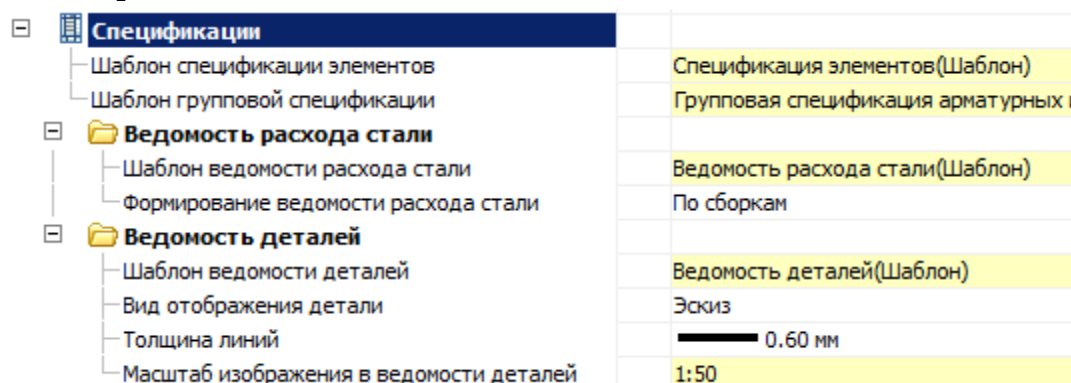 Спецификации
Шаблон спецификации элементов Спецификация элементов(Шаблон)
Шаблон групповой спецификации Групповая спецификация арматурных
Ведомость расхода стали
Шаблон ведомости расхода стали Ведомость расхода стали(Шаблон)
Формирование ведомости расхода стали По сборкам
Ведомость деталей
Шаблон ведомости деталей Ведомость деталей(Шаблон)
Вид отображения детали Эскиз
Толщина линий 0.60 мм
Масштаб изображения в ведомости деталей 1:50